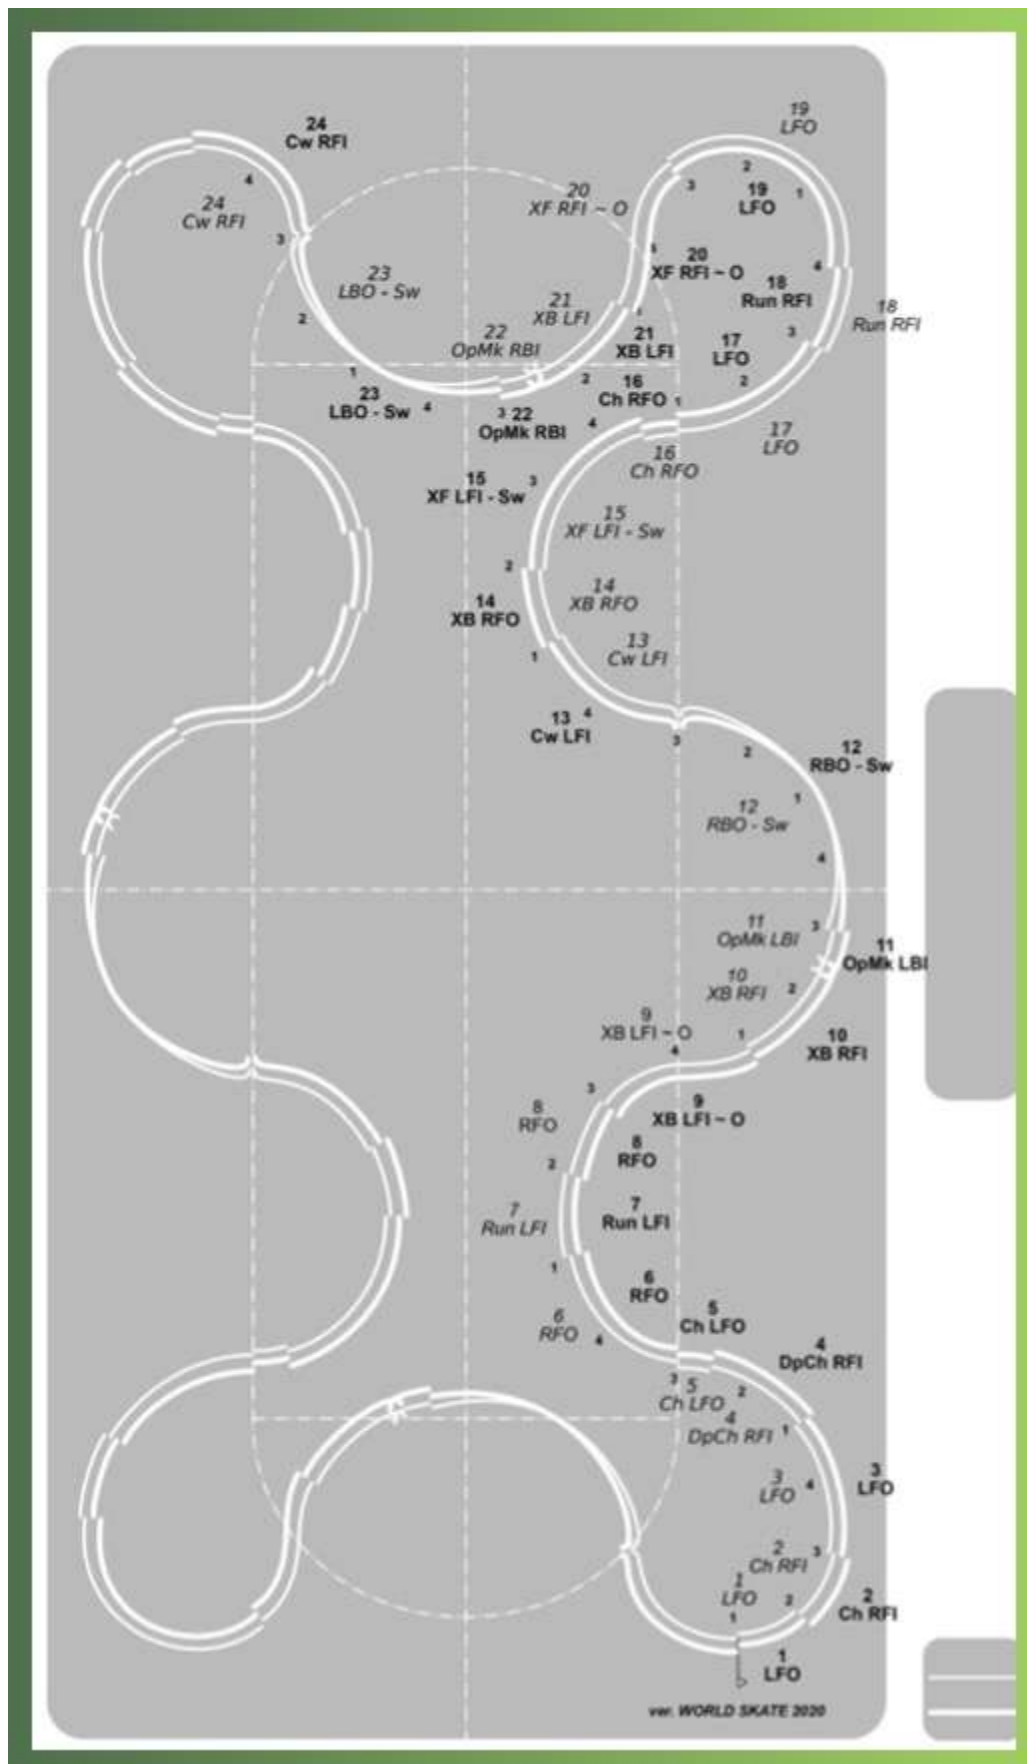 19
LFO
24
Cw RFI
4
2
3
19
LFO
1
24
Cw RFI
20
XF RFI ~ O
3
20
XF RFI ~ O
4
18
Run RFI
23
LBO - Sw
21
XB LFI
18
Run RFI
2
22
OpMk RBI
1
21
XB LFI
17
LFO
3
1
2
2
23
LBO - Sw
4
3
22
OpMk RBI
16
Ch RFO
1
4
17
LFO
16
Ch RFO
15
XF LFI - Sw
3
15
XF LFI - Sw
2
14
XB RFO
14
XB RFO
13
Cw LFI
1
13
Cw LFI
4
3
2
12
RBO - Sw
1
12
RBO - Sw
4
11
OpMk LBI
3
11
OpMk LBI
10
XB RFI
2
9
XB LFI ~ O
4
1
10
XB RFI
3
8
RFO
9
XB LFI ~ O
8
RFO
2
7
Run LFI
7
Run LFI
1
6
RFO
6
RFO
4
5
Ch LFO
4
DpCh RFI
3
5
Ch LFO
2
4
DpCh RFI
1
3
LFO
4
3
LFO
2
Ch RFI
3
1
LFO
2
1
2
Ch RFI
1
LFO
ver. WORLD SKATE 2020